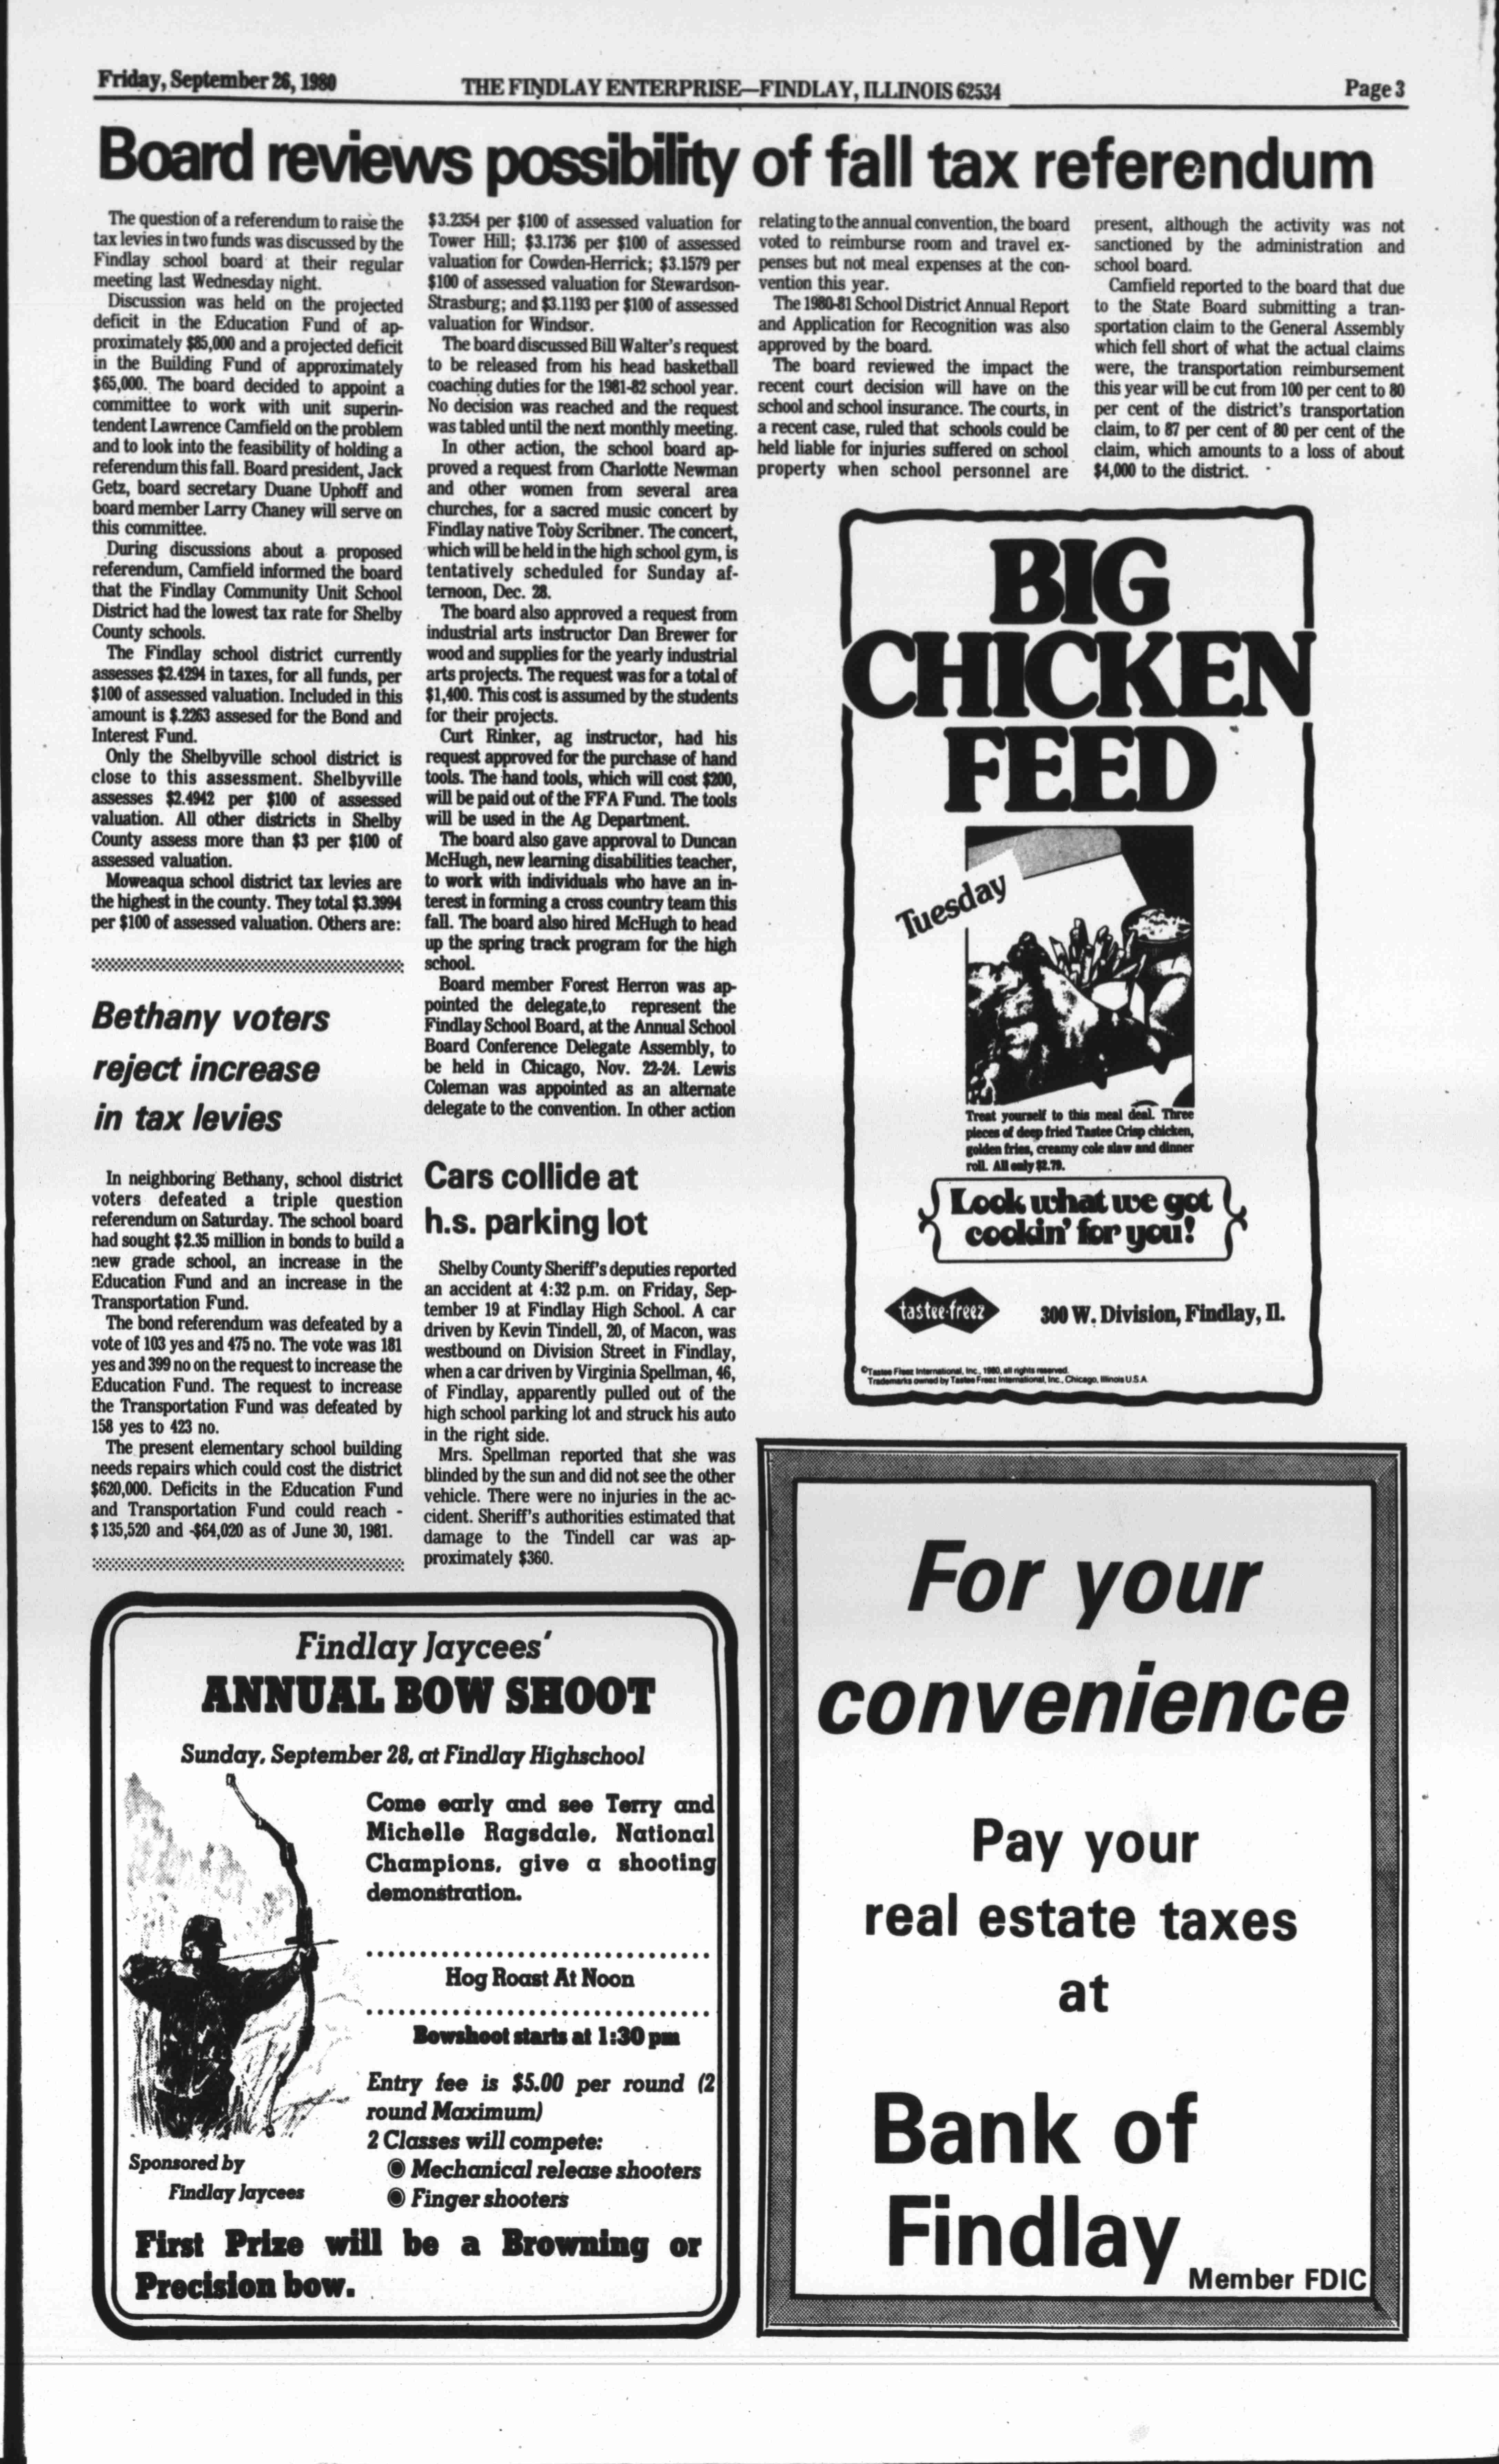 Friday, September 26, 1980
THE FINDLAY ENTERPRISE—FINDLAY, ILLINOIS 62534
Page 3
Board reviews possibility of fall tax referendum
The question of a referendum to raise the
tax levies in two funds was discussed by the
Findlay school board at their regular
meeting last Wednesday night.
Discussion was held on the projected
deficit in the Education Fund of ap-
proximately $85,000 and a projected deficit
in the Building Fund of approximately
$65,000. The board decided to appoint a
committee to work with unit superin-
tendent Lawrence Camfield on the problem
and to look into the feasibility of holding a
referendum this fall. Board president, Jack
Getz, board secretary Duane Uphoff and
board member Larry Chaney will serve on
this committee.
During discussions about a proposed
referendum, Camfield informed the board
that the Findlay Community Unit School
District had the lowest tax rate for Shelby
County schools.
The Findlay school district currently
assesses $2.4294 in taxes, for all funds, per
$100 of assessed valuation. Included in this
amount is $.2263 assesed for the Bond and
Interest Fund.
Only the Shelbyville school district is
close to this assessment. Shelbyville
assesses $2.4942 per $100 of assessed
valuation. All other districts in Shelby
County assess more than $3 per $100 of
assessed valuation.
Moweaqua school district tax levies are
the highest in the county. They total $3.3994
per $100 of assessed valuation. Others are:
$3.2354 per $100 of assessed valuation for
Tower Hill; $3.1736 per $100 of assessed
valuation for Cowden-Herrick; $3.1579 per
$100 of assessed valuation for Stewardson-
Strasburg; and $3.1193 per $100 of assessed
valuation for Windsor.
The board discussed Bill Walter's request
to be released from his head basketball
coaching duties for the 1981-82 school year.
No decision was reached and the request
was tabled until the next monthly meeting.
In other action, the school board ap-
proved a request from Charlotte Newman
and other women from several area
churches, for a sacred music concert by
Findlay native Toby Scribner. The concert,
which will be held in the high school gym, is
tentatively scheduled for Sunday af-
ternoon, Dec. 28.
The board also approved a request from
industrial arts instructor Dan Brewer for
wood and supplies for the yearly industrial
arts projects. The request was for a total of
$1,400. This cost is assumed by the students
for their projects.
Curt Rinker, ag instructor, had his
request approved for the purchase of hand
tools. The hand tools, which will cost $200,
will be paid out of the FFA Fund. The tools
will be used in the Ag Department.
The board also gave approval to Duncan
McHugh, new learning disabilities teacher,
to work with individuals who have an in-
terest in forming a cross country team this
fall. The board also hired McHugh to head
up the spring track program for the high
school.
Board member Forest Herron was ap-
pointed the delegate,to represent the
Findlay School Board, at the Annual School
Board Conference Delegate Assembly, to
be held in Chicago, Nov. 22-24. Lewis
Coleman was appointed as an alternate
delegate to the convention. In other action
relating to the annual convention, the board
voted to reimburse room and travel ex-
penses but not meal expenses at the con-
vention this year.
The 1980-81 School District Annual Report
and Application for Recognition was also
approved by the board.
The board reviewed the impact the
recent court decision will have on the
school and school insurance. The courts, in
a recent case, ruled that schools could be
held liable for injuries suffered on school
property when school personnel are
present, although the activity was not
sanctioned by the administration and
school board.
Camfield reported to the board that due
to the State Board submitting a tran-
sportation claim to the General Assembly
which fell short of what the actual claims
were, the transportation reimbursement
this year will be cut from 100 per cent to 80
per cent of the district's transportation
claim, to 87 per cent of 80 per cent of the
claim, which amounts to a loss of about
$4,000 to the district.
Bethany voters
reject increase
in tax levies
In neighboring Bethany, school district
voters defeated a triple question
referendum on Saturday. The school board
had sought $2.35 million in bonds to build a
new grade school, an increase in the
Education Fund and an increase in the
Transportation Fund.
The bond referendum was defeated by a
vote of 103 yes and 475 no. The vote was 181
yes and 399 no on the request to increase the
Education Fund. The request to increase
the Transportation Fund was defeated by
158 yes to 423 no.
The present elementary school building
needs repairs which could cost the district
$620,000. Deficits in the Education Fund
and Transportation Fund could reach -
$135,520 and -$64,020 as of June 30, 1981.
Cars collide at
h.s. parking lot
Shelby County Sheriff's deputies reported
an accident at 4:32 p.m. on Friday, Sep-
tember 19 at Findlay High School. A car
driven by Kevin Tindell, 20, of Macon, was
westbound on Division Street in Findlay,
when a car driven by Virginia Spellman, 46,
of Findlay, apparently pulled out of the
high school parking lot and struck his auto
in the right side.
Mrs. Spellman reported that she was
blinded by the sun and did not see the other
vehicle. There were no injuries in the ac-
cident. Sheriff's authorities estimated that
damage to the Tindell car was ap-
proximately $360.
BIG
CHICKEN
FEED
Tuesday
Treat yourself to this meal deal. Three
pieces of deep fried Tastee Crisp chicken,
golden fries, creamy cole slaw and dinner
roll. All only $2.79.
Look what we got
cookin' for you!
tastee-freez
300 W. Division, Findlay, Il.
©Tastee Freez International, Inc., 1980, all rights reserved.
Trademarks owned by Tastee Freez International, Inc., Chicago, Illinois U.S.A.
Findlay Jaycees'
ANNUAL BOW SHOOT
Sunday, September 28, at Findlay Highschool
Come early and see Terry and
Michelle Ragsdale, National
Champions, give a shooting
demonstration.
Hog Roast At Noon
Bowshoot starts at 1:30 pm
Entry fee is $5.00 per round (2
round Maximum)
2 Classes will compete:
Mechanical release shooters
Finger shooters
Sponsored by
Findlay Jaycees
First Prize will be a Browning or
Precision bow.
For your
convenience
Pay your
real estate taxes
at
Bank of
Findlay
Member FDIC